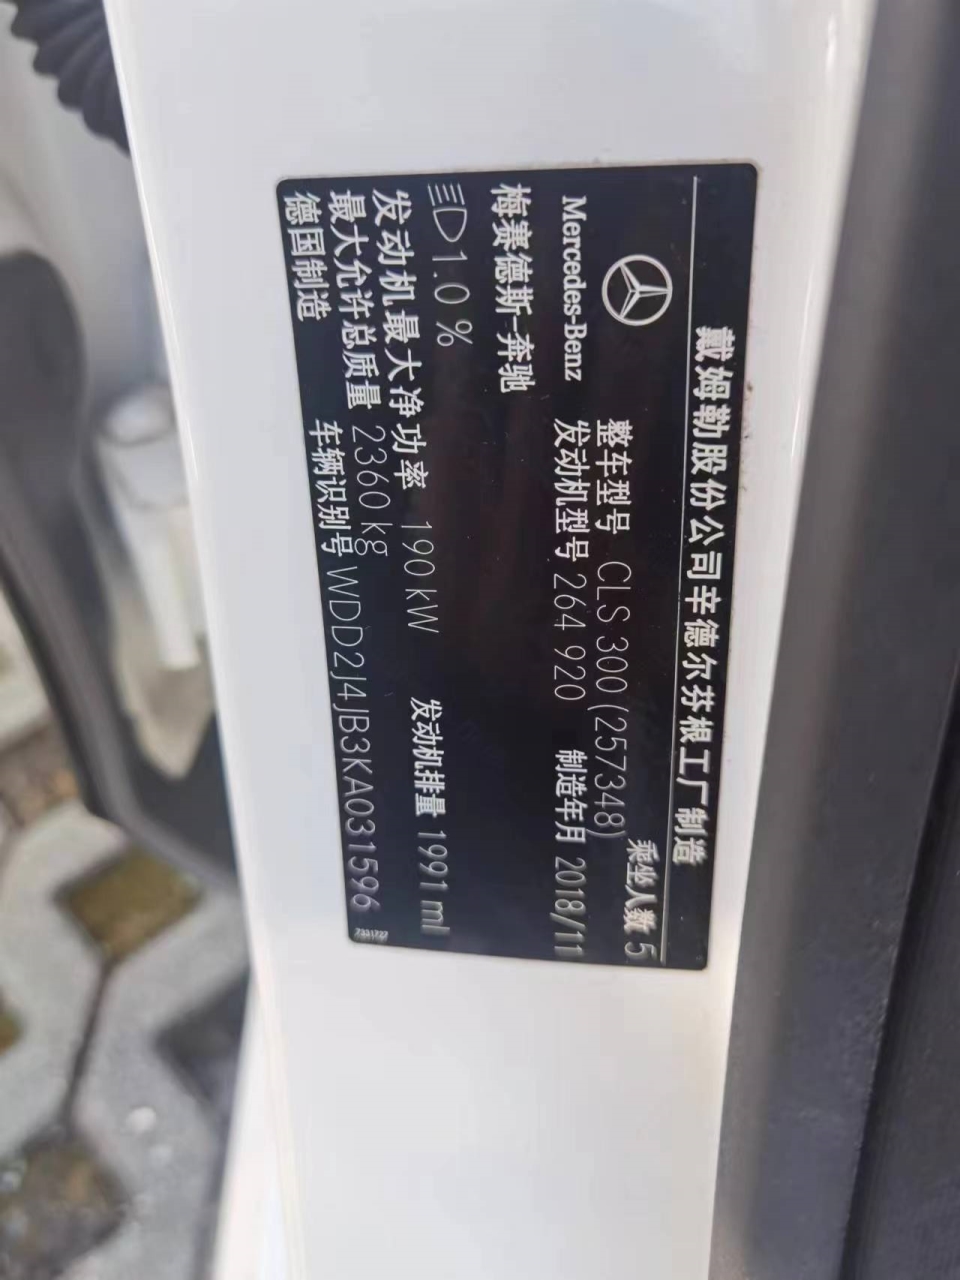 戴姆勒股份公司辛德尔芬根工厂制造
乘坐人数 5
整车型号 CLS 300 (257348)
Mercedes-Benz 发动机型号 264 920 制造年月 2018/11
梅赛德斯-奔驰
1.0 %
发动机最大净功率 190 kW 发动机排量 1991 ml
最大允许总质量 2360 kg
德国制造 车辆识别号 WDD2J4JB3KA031596